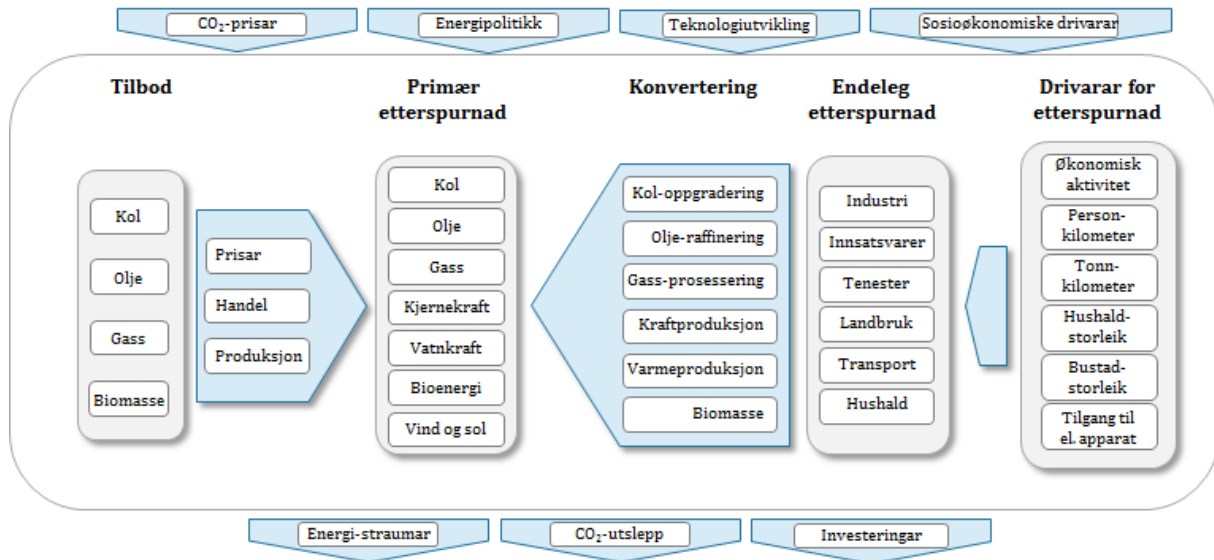 CO₂-prisar
Energipolitikk
Teknologiutvikling
Sosioøkonomiske drivarar
Tilbod
Primær
etterspurnad
Konvertering
Endeleg
etterspurnad
Drivarar for
etterspurnad
Kol
Olje
Gass
Biomasse
Prisar
Handel
Produksjon
Kol
Olje
Gass
Kjernekraft
Vatnkraft
Bioenergi
Vind og sol
Kol-oppgradering
Olje-raffinering
Gass-prosessering
Kraftproduksjon
Varmeproduksjon
Biomasse
Industri
Innsatsvarer
Tenester
Landbruk
Transport
Hushald
Økonomisk
aktivitet
Person-
kilometer
Tonn-
kilometer
Hushald-
storleik
Bustad-
storleik
Tilgang til
el. apparat
Energi-straumar
CO₂-utslepp
Investeringar